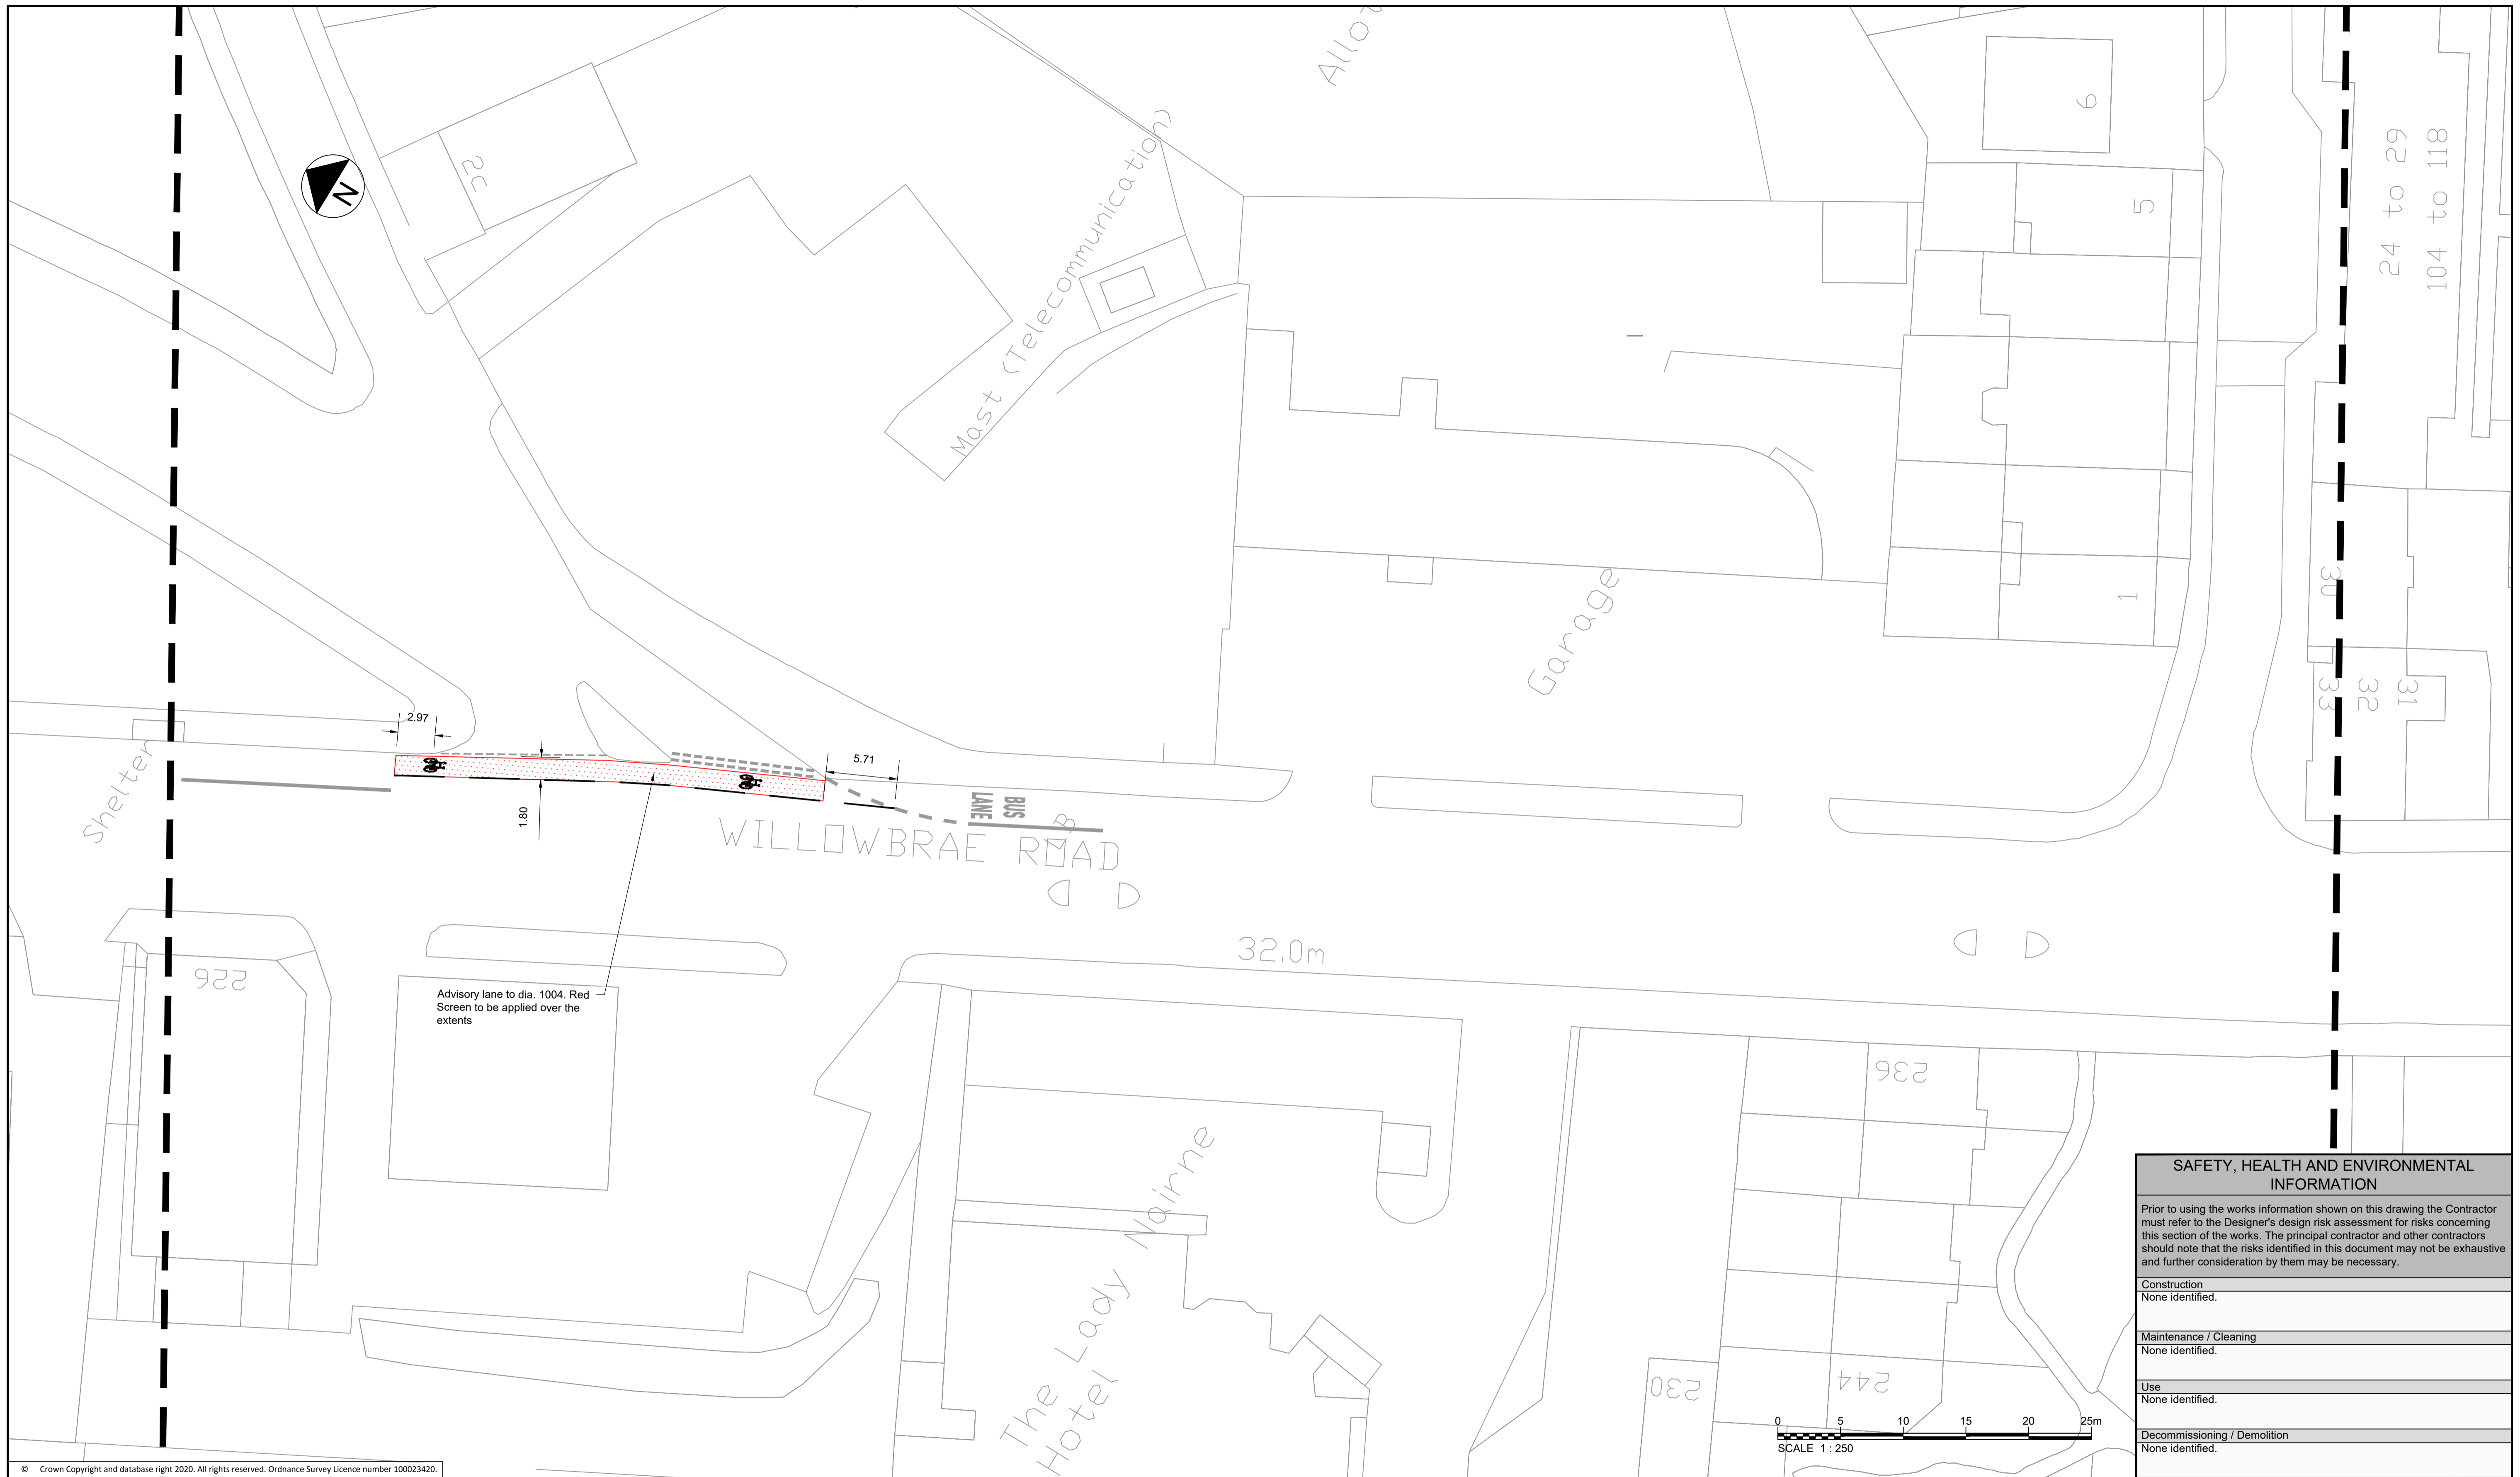 Allo
N
22
Mast (Telecommunication)
6
5
24 to 29
104 to 118
1
30
33
32
31
Garage
Shelter
2.97
5.71
1.80
BUS
LANE
WILLOWBRAE ROAD
32.0m
226
Advisory lane to dia. 1004. Red
Screen to be applied over the
extents
The Lady Nairne
Hotel
236
230
244
0 5 10 15 20 25m
SCALE 1 : 250
SAFETY, HEALTH AND ENVIRONMENTAL
INFORMATION
Prior to using the works information shown on this drawing the Contractor
must refer to the Designer's design risk assessment for risks concerning
this section of the works. The principal contractor and other contractors
should note that the risks identified in this document may not be exhaustive
and further consideration by them may be necessary.
Construction
None identified.
Maintenance / Cleaning
None identified.
Use
None identified.
Decommissioning / Demolition
None identified.
© Crown Copyright and database right 2020. All rights reserved. Ordnance Survey Licence number 100023420.